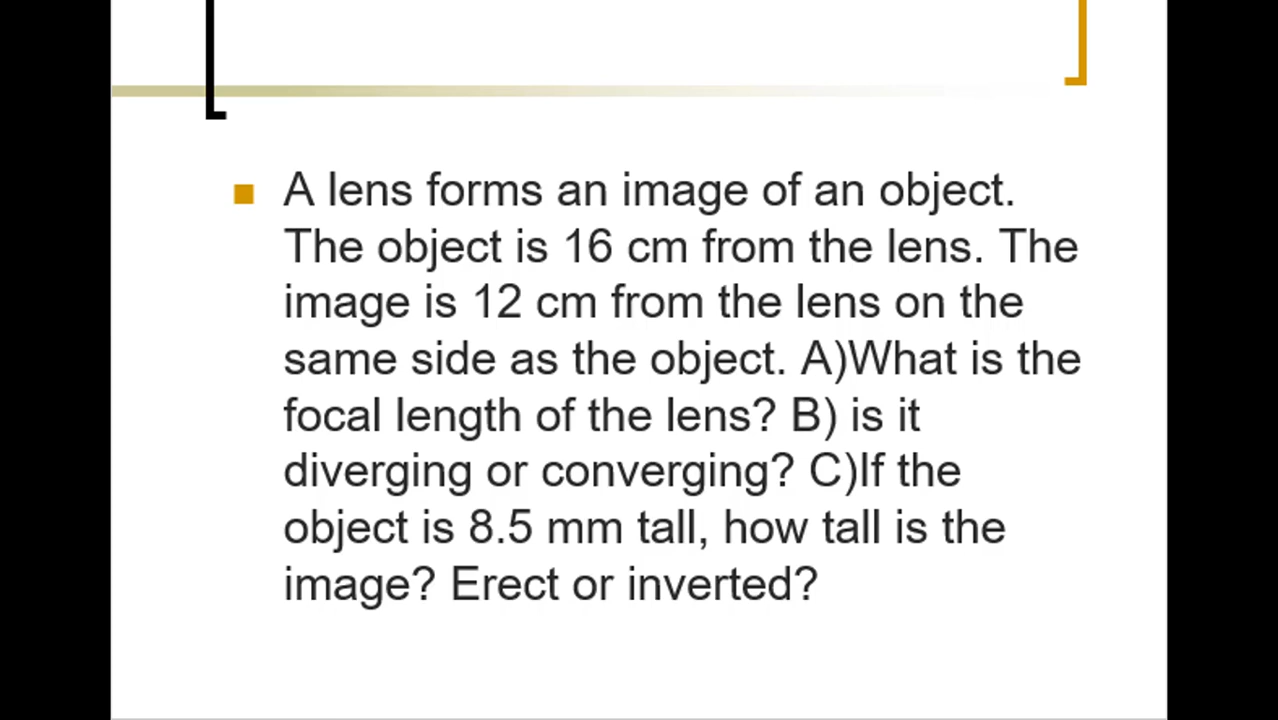 A lens forms an image of an object.
The object is 16 cm from the lens. The
image is 12 cm from the lens on the
same side as the object. A)What is the
focal length of the lens? B) is it
diverging or converging? C)If the
object is 8.5 mm tall, how tall is the
image? Erect or inverted?